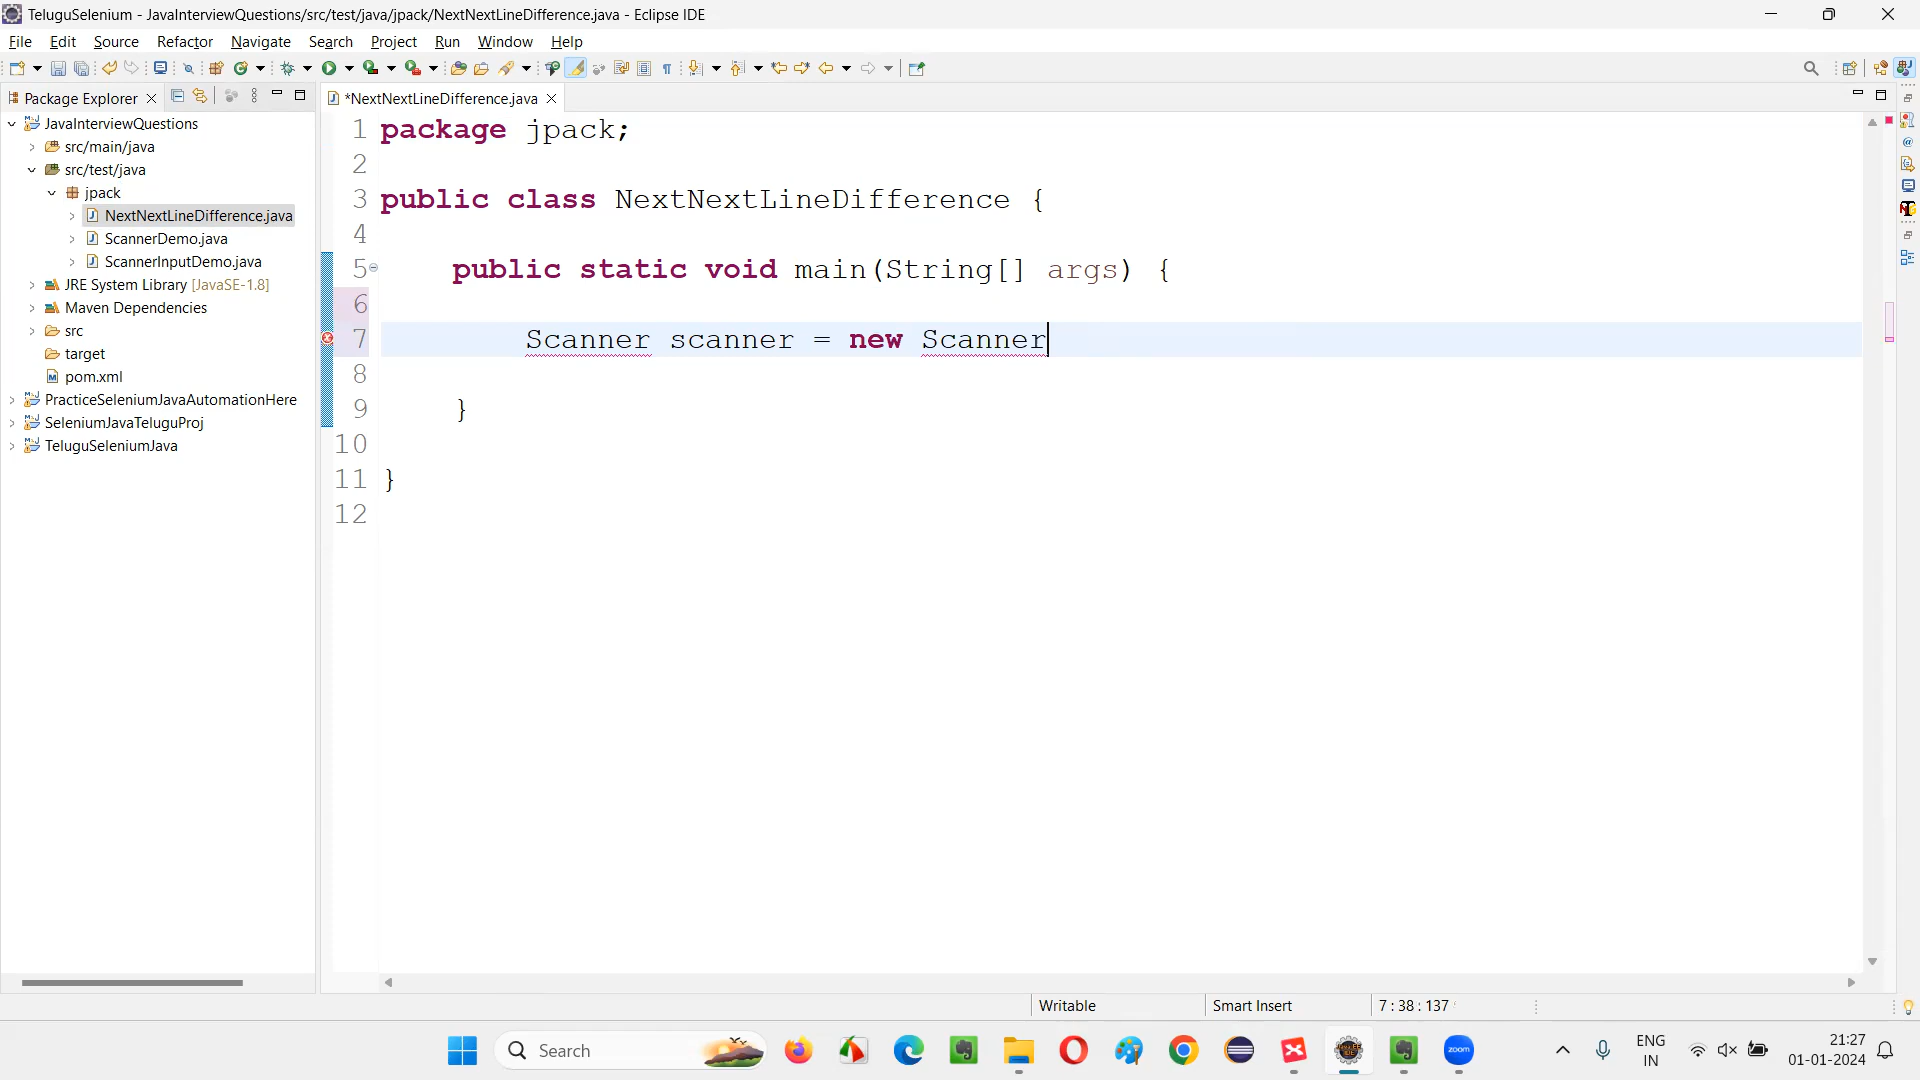 TeluguSelenium - JavaInterviewQuestions/src/test/java/jpack/NextNextLineDifference.java - Eclipse IDE
File Edit Source Refactor Navigate Search Run Window Help
Package Explorer
*NextNextLineDifference.java
JavaInterviewQuestions
src/main/java
src/test/java
jpack
NextNextLineDifference.java
ScannerDemo.java
ScannerInputDemo.java
JRE System Library [JavaSE-1.8]
Maven Dependencies
src
target
pom.xml
PracticeSeleniumJavaAutomationHere
SeleniumJavaTeluguProj
TeluguSeleniumJava
1 package jpack;
2
3 public class NextNextLineDifference {
4
5 public static void main(String[] args) {
6
7 Scanner scanner = new Scanner
8
9 }
10
11 }
12
Writable
Smart Insert
7 : 38 : 137
Search
zoom
ENG
IN
21:27
01-01-2024